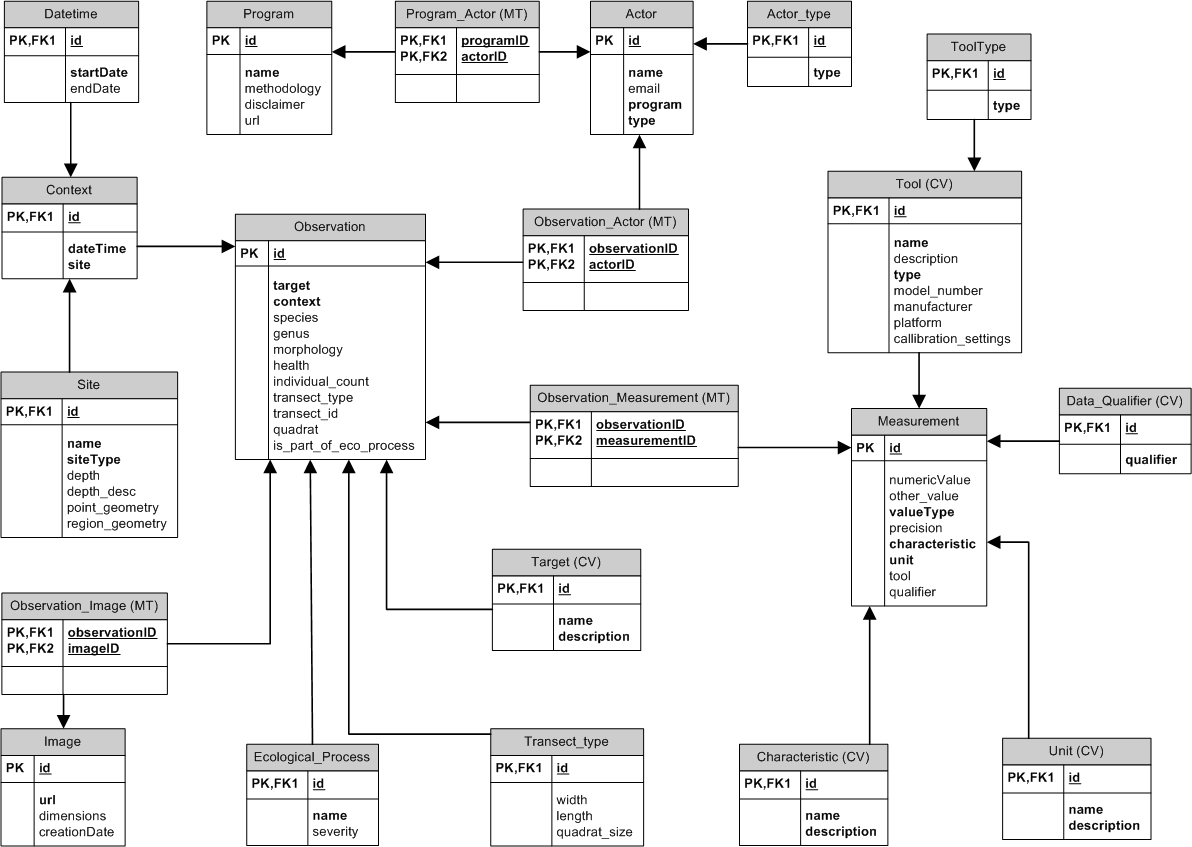 Datetime
PK,FK1 id
startDate
endDate
Program
PK id
name
methodology
disclaimer
url
Program_Actor (MT)
PK,FK1 programID
PK,FK2 actorID
Actor
PK id
name
email
program
type
Actor_type
PK,FK1 id
type
ToolType
PK,FK1 id
type
Context
PK,FK1 id
dateTime
site
Observation
PK id
target
context
species
genus
morphology
health
individual_count
transect_type
transect_id
quadrat
is_part_of_eco_process
Observation_Actor (MT)
PK,FK1 observationID
PK,FK2 actorID
Tool (CV)
PK,FK1 id
name
description
type
model_number
manufacturer
platform
callibration_settings
Site
PK,FK1 id
name
siteType
depth
depth_desc
point_geometry
region_geometry
Observation_Measurement (MT)
PK,FK1 observationID
PK,FK2 measurementID
Measurement
PK id
numericValue
other_value
valueType
precision
characteristic
unit
tool
qualifier
Data_Qualifier (CV)
PK,FK1 id
qualifier
Target (CV)
PK,FK1 id
name
description
Observation_Image (MT)
PK,FK1 observationID
PK,FK2 imageID
Image
PK id
url
dimensions
creationDate
Ecological_Process
PK,FK1 id
name
severity
Transect_type
PK,FK1 id
width
length
quadrat_size
Characteristic (CV)
PK,FK1 id
name
description
Unit (CV)
PK,FK1 id
name
description